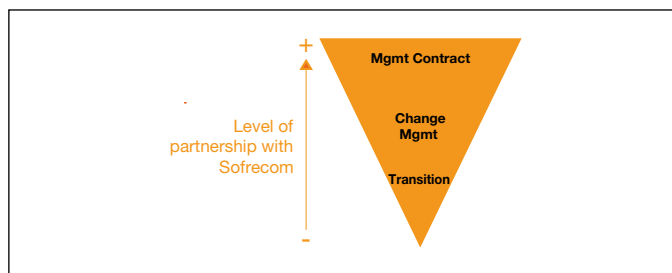 +
Mgmt Contract
Level of
partnership with
Sofrecom
Change
Mgmt
Transition
-